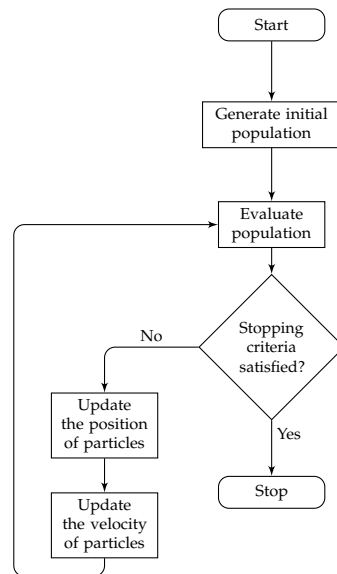 Start
Generate initial
population
Evaluate
population
Stopping
criteria
satisfied?
No
Yes
Update
the position
of particles
Stop
Update
the velocity
of particles